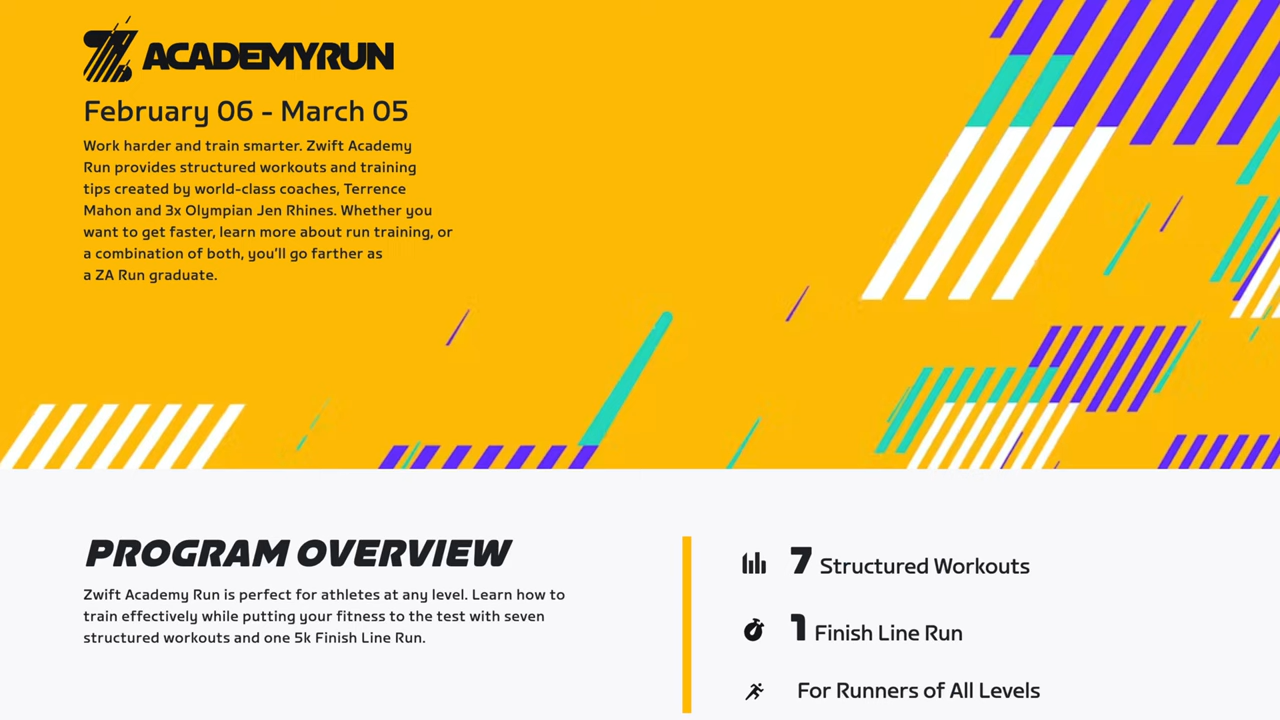 ACADEMYRUN
February 06 - March 05
Work harder and train smarter. Zwift Academy
Run provides structured workouts and training
tips created by world-class coaches, Terrence
Mahon and 3x Olympian Jen Rhines. Whether you
want to get faster, learn more about run training, or
a combination of both, you'll go farther as
a ZA Run graduate.
PROGRAM OVERVIEW
Zwift Academy Run is perfect for athletes at any level. Learn how to
train effectively while putting your fitness to the test with seven
structured workouts and one 5k Finish Line Run.
7 Structured Workouts
1 Finish Line Run
For Runners of All Levels